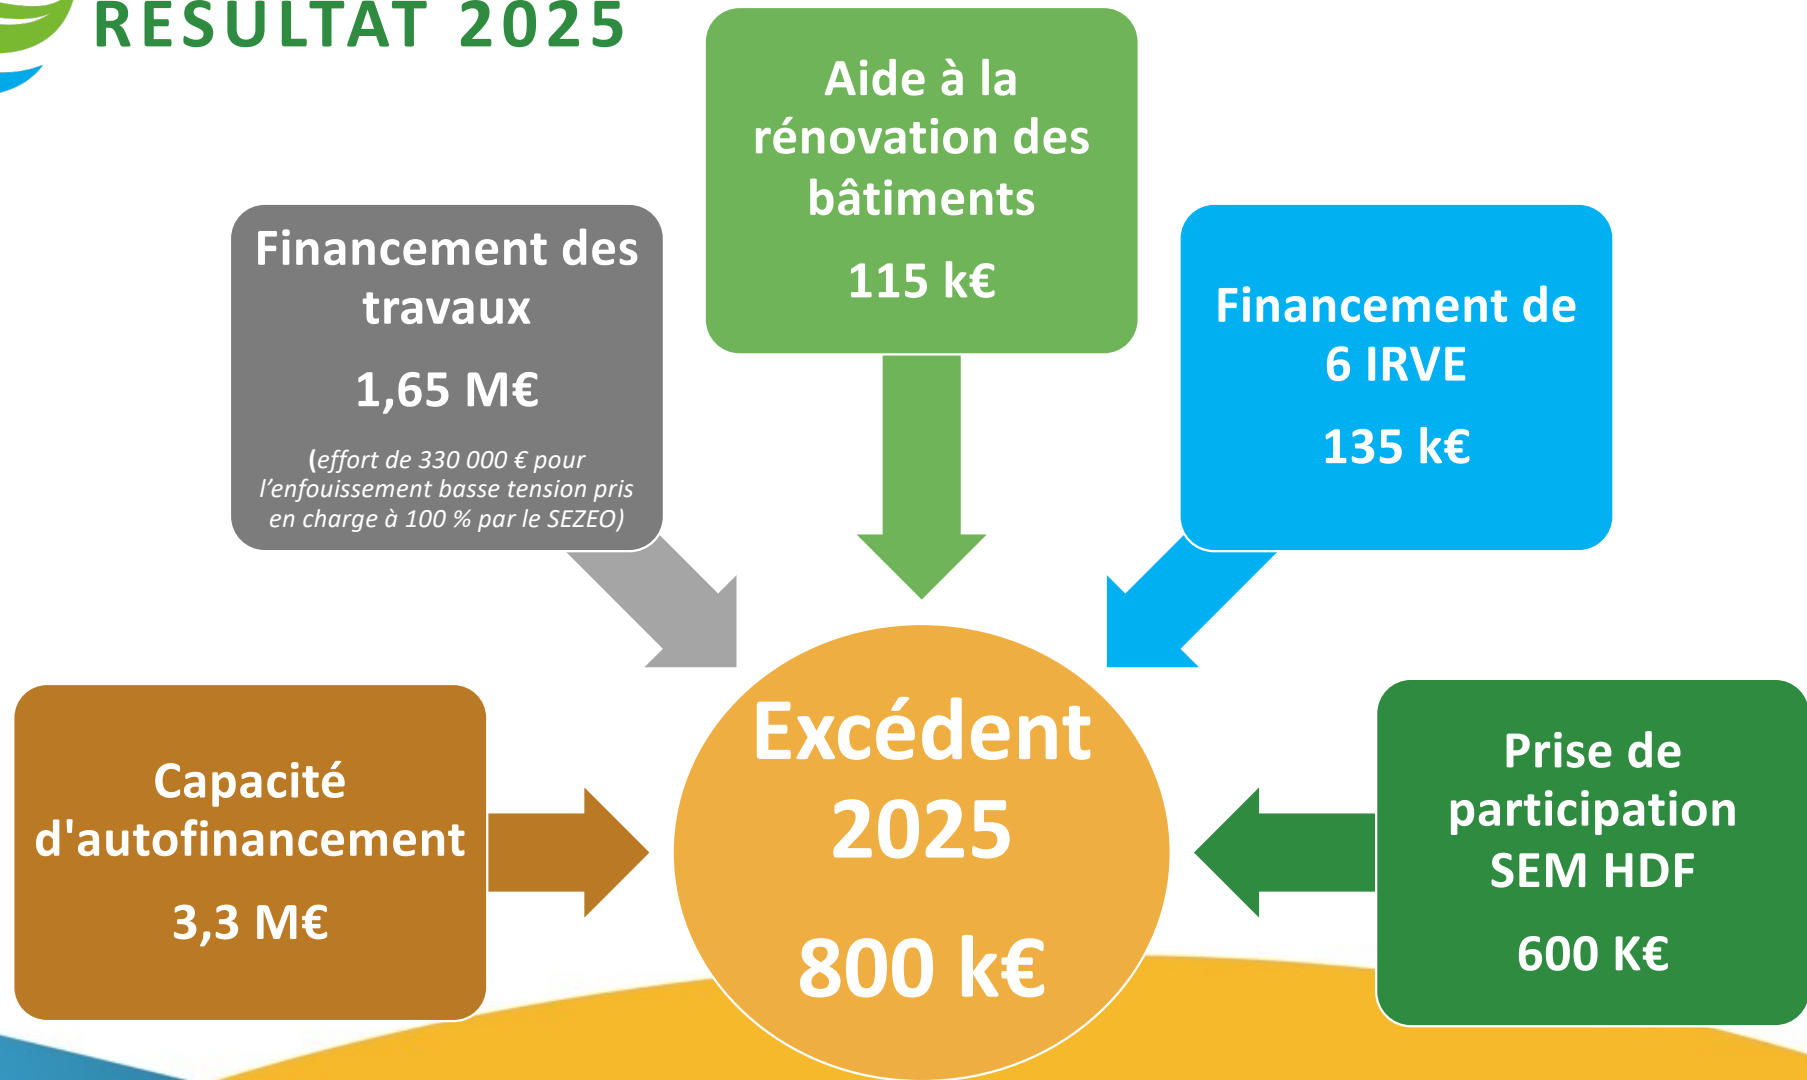 RESULTAT 2025
Aide à la
rénovation des
bâtiments
115 k€
Financement des
travaux
1,65 M€
(effort de 330 000 € pour
l’enfouissement basse tension pris
en charge à 100 % par le SEZEO)
Financement de
6 IRVE
135 k€
Capacité
d'autofinancement
3,3 M€
Excédent
2025
800 k€
Prise de
participation
SEM HDF
600 K€